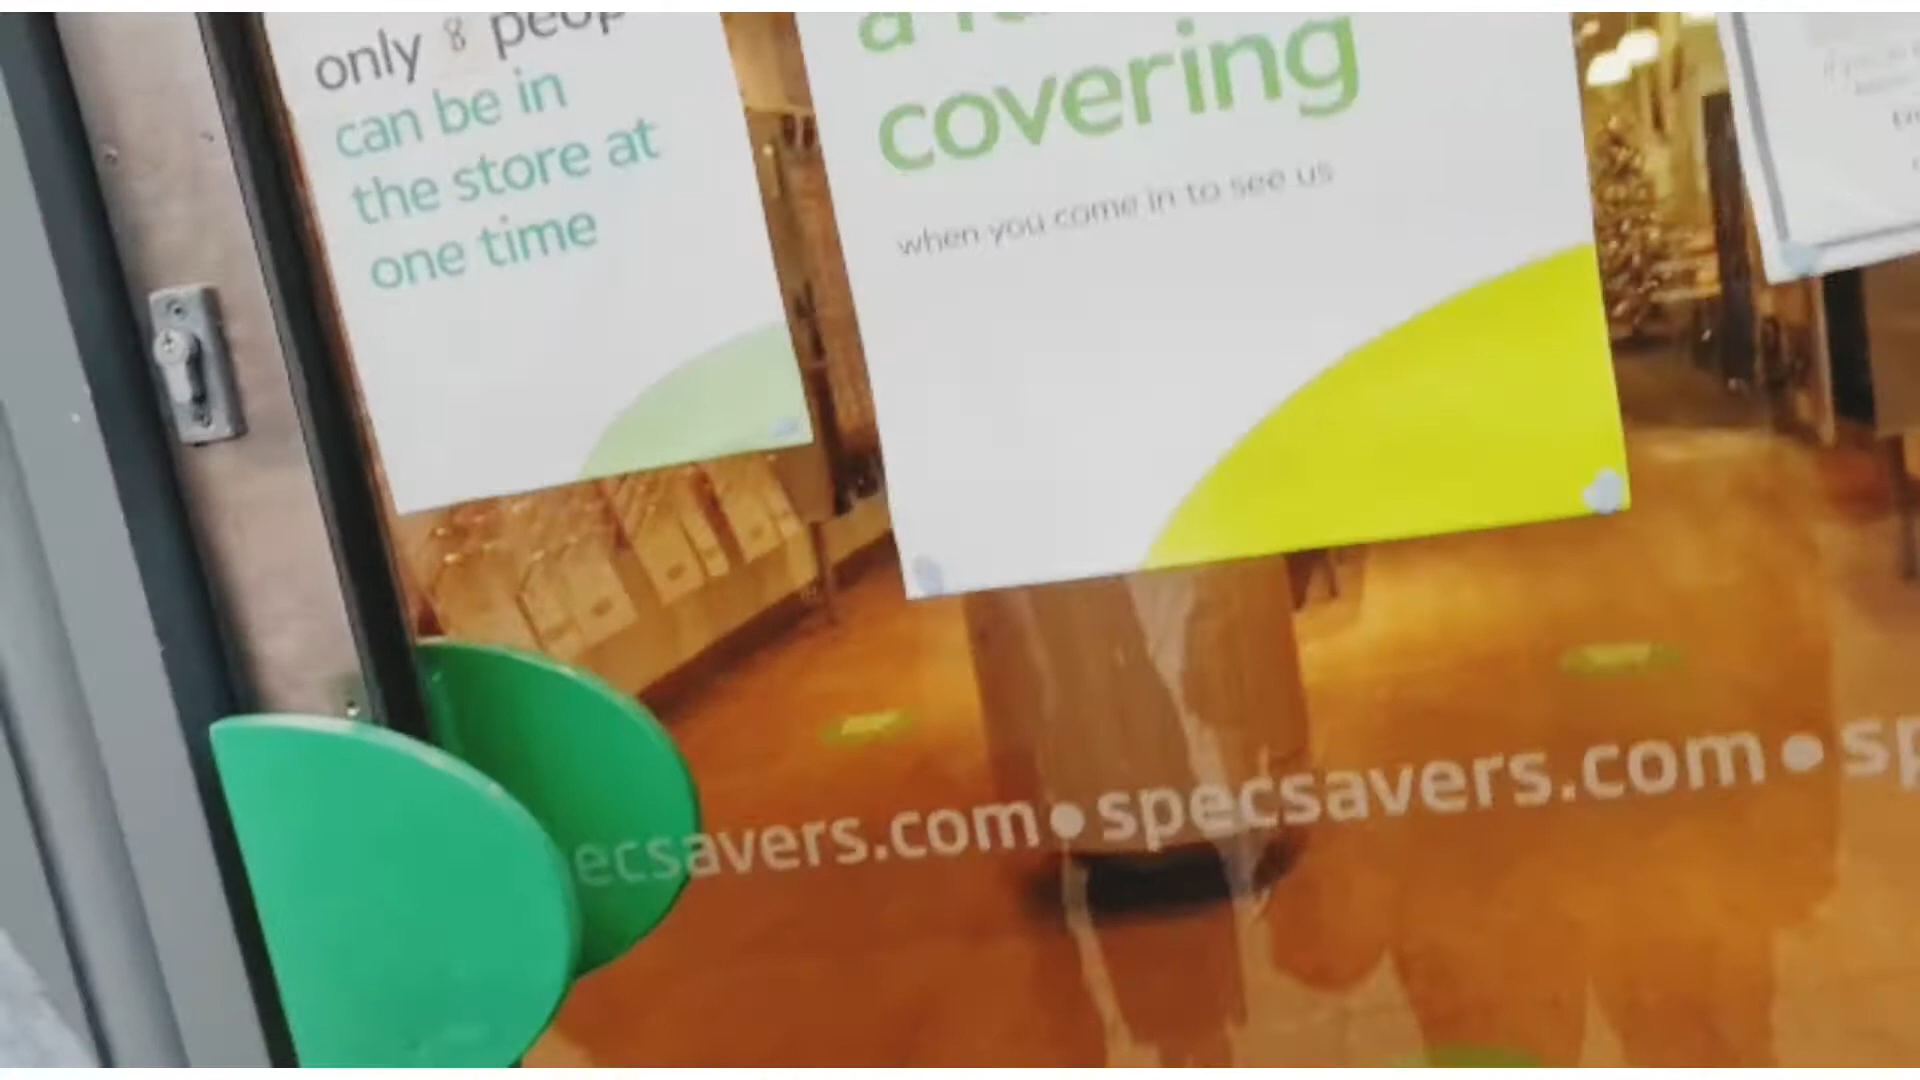 only 8
can be in
the store at
one time
covering
when you come in to see us
ecsavers.com•specsavers.com•sp